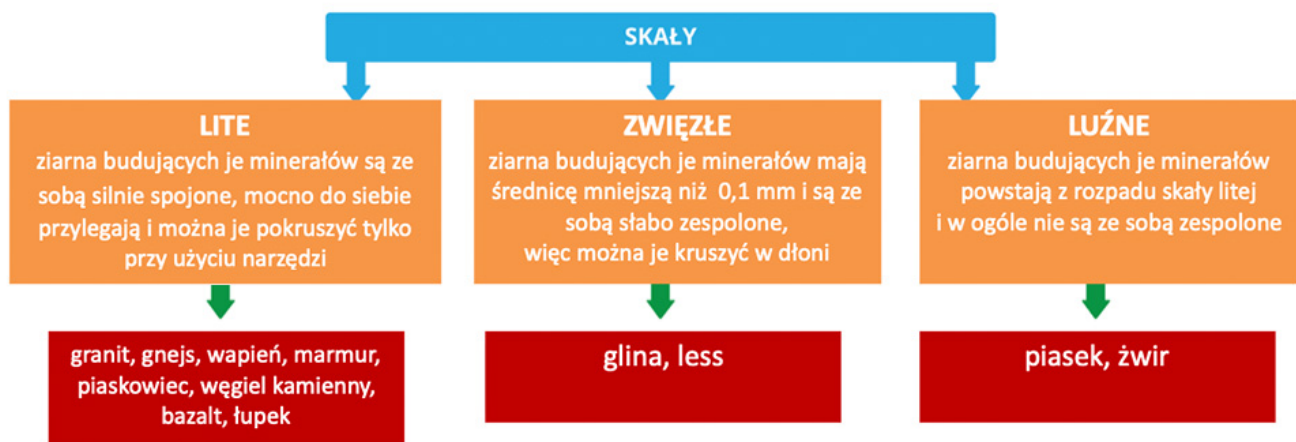 SKAŁY
LITE
ziarna budujących je minerałów są ze
sobą silnie spojone, mocno do siebie
przylegają i można je pokruszyć tylko
przy użyciu narzędzi
ZWIĘZŁE
ziarna budujących je minerałów mają
średnicę mniejszą niż 0,1 mm i są ze
sobą słabo zespolone,
więc można je kruszyć w dłoni
LUŹNE
ziarna budujących je minerałów
powstają z rozpadu skały litej
i w ogóle nie są ze sobą zespolone
granit, gnejs, wapień, marmur,
piaskowiec, węgiel kamienny,
bazalt, łupek
glina, less
piasek, żwir